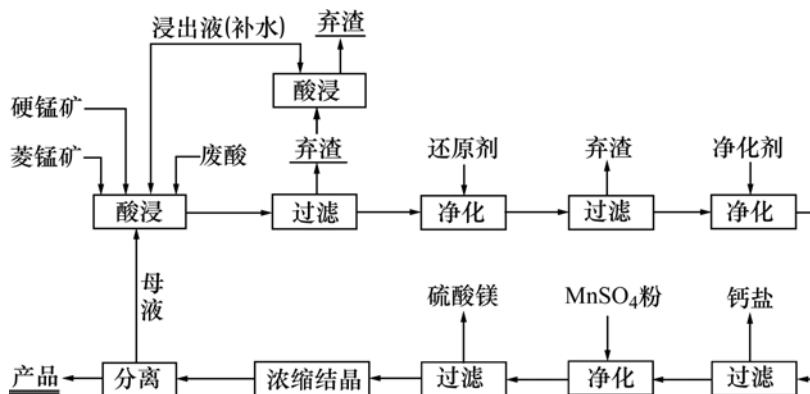 浸出液(补水)
弃渣
酸浸
硬锰矿
菱锰矿
废酸
弃渣
还原剂
弃渣
净化剂
酸浸
过滤
净化
过滤
净化
母液
硫酸镁
MnSO₄粉
钙盐
产品
分离
浓缩结晶
过滤
净化
过滤